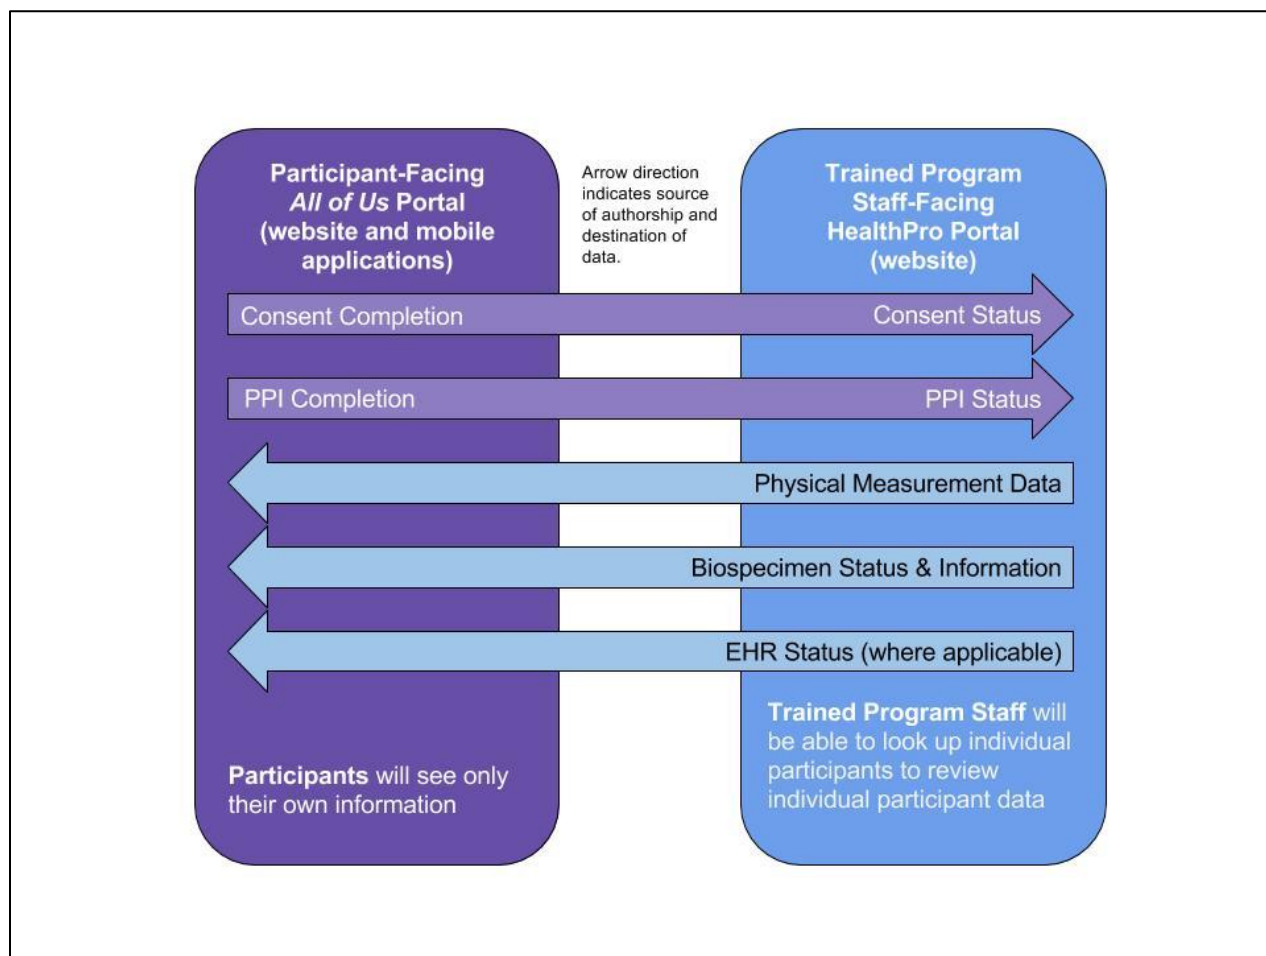 Participant-Facing
All of Us Portal
(website and mobile
applications)
Arrow direction
indicates source
of authorship and
destination of
data.
Trained Program
Staff-Facing
HealthPro Portal
(website)
Consent Completion
Consent Status
PPI Completion
PPI Status
Physical Measurement Data
Biospecimen Status & Information
EHR Status (where applicable)
Participants will see only
their own information
Trained Program Staff will
be able to look up individual
participants to review
individual participant data